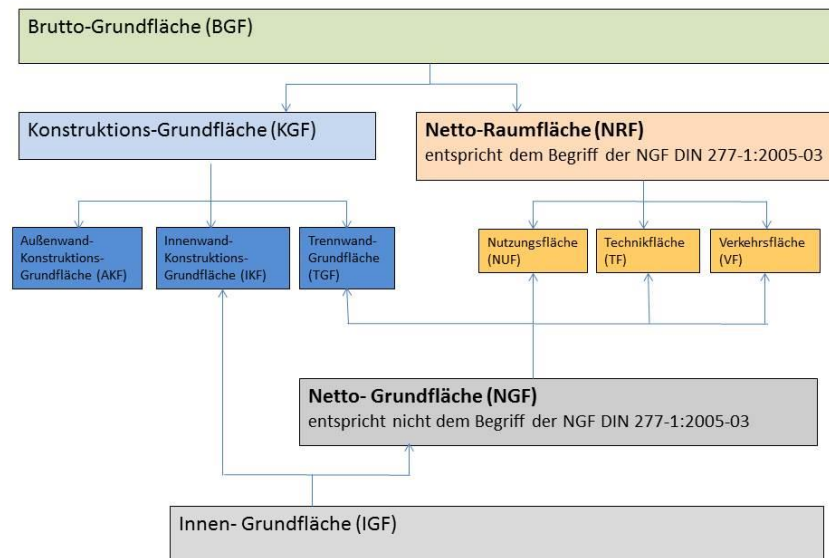 Brutto-Grundfläche (BGF)
Konstruktions-Grundfläche (KGF)
Netto-Raumfläche (NRF)
entspricht dem Begriff der NGF DIN 277-1:2005-03
Außenwand-
Konstruktions-
Grundfläche (AKF)
Innenwand-
Konstruktions-
Grundfläche (IKF)
Trennwand-
Grundfläche
(TGF)
Nutzungsfläche
(NUF)
Technikfläche
(TF)
Verkehrsfläche
(VF)
Netto- Grundfläche (NGF)
entspricht nicht dem Begriff der NGF DIN 277-1:2005-03
Innen- Grundfläche (IGF)